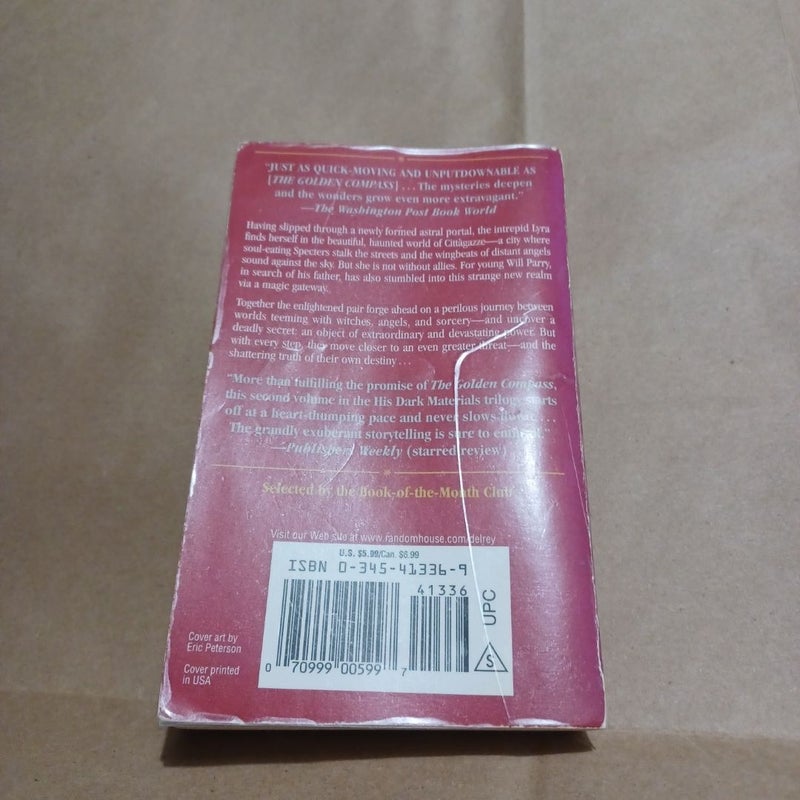 "JUST AS QUICK-MOVING AND UNPUTDOWNABLE AS
[THE GOLDEN COMPASS] . . . The mysteries deepen
and the wonders grow even more extravagant."
—The Washington Post Book World
Having slipped through a newly formed astral portal, the intrepid Lyra
finds herself in the beautiful, haunted world of Cittàgazze—a city where
soul-eating Specters stalk the streets and the wingbeats of distant angels
sound against the sky. But she is not without allies. For young Will Parry,
in search of his father, has also stumbled into this strange new realm
via a magic gateway.
Together the enlightened pair forge ahead on a perilous journey between
worlds teeming with witches, angels, and sorcery—and uncover a
deadly secret: an object of extraordinary and devastating power. But
with every step, they move closer to an even greater threat—and the
shattering truth of their own destiny . . .
"More than fulfilling the promise of The Golden Compass,
this second volume in the His Dark Materials trilogy starts
off at a heart-thumping pace and never slows down. . . .
The grandly exuberant storytelling is sure to enthrall."
—Publishers Weekly (starred review)
Selected by the Book-of-the-Month Club
Visit our Web site at www.randomhouse.com/delrey
U.S. $5.99/Can. $6.99
ISBN 0-345-41336-9
41336
UPC
S
0 70999 00599 7
Cover art by
Eric Peterson
Cover printed
in USA